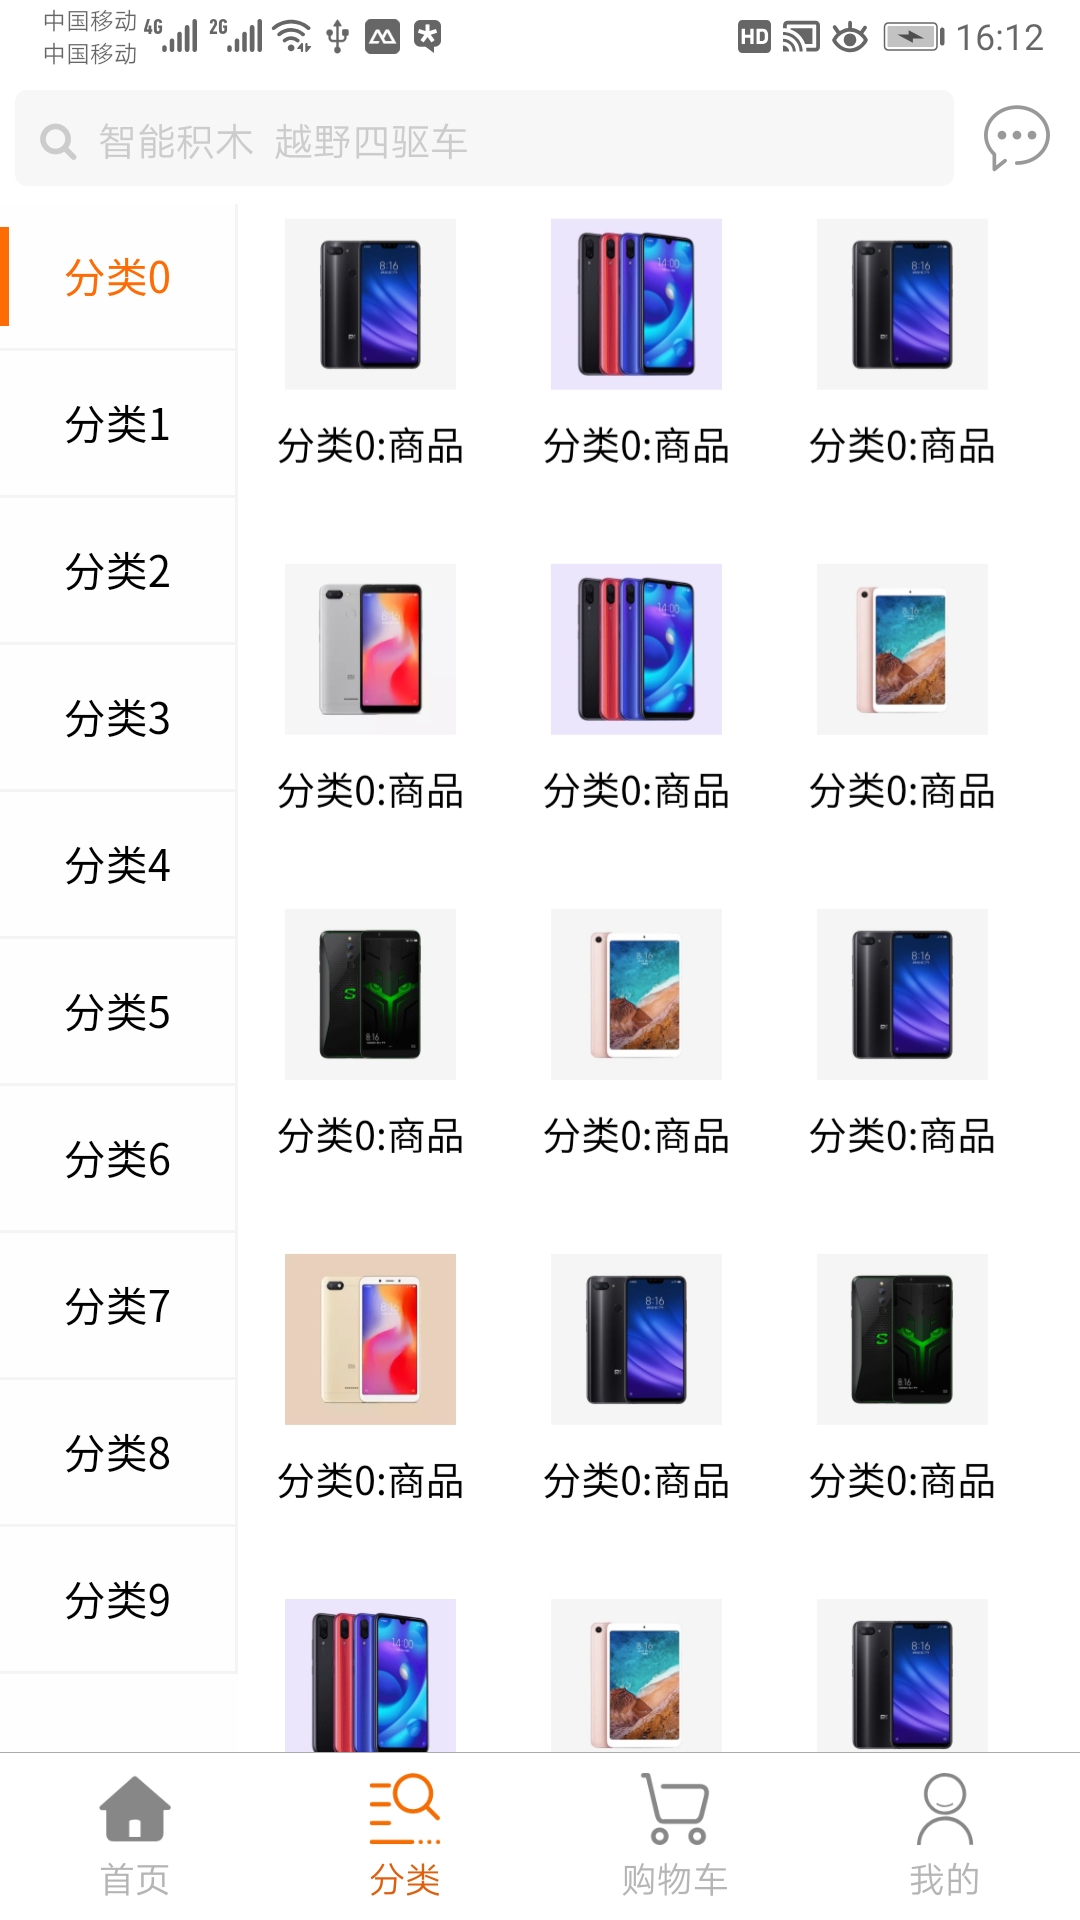 中国移动 4G 2G HD 16:12
中国移动
智能积木 越野四驱车
分类0
分类1
分类2
分类3
分类4
分类5
分类6
分类7
分类8
分类9
分类0:商品 分类0:商品 分类0:商品
分类0:商品 分类0:商品 分类0:商品
分类0:商品 分类0:商品 分类0:商品
分类0:商品 分类0:商品 分类0:商品
首页 分类 购物车 我的